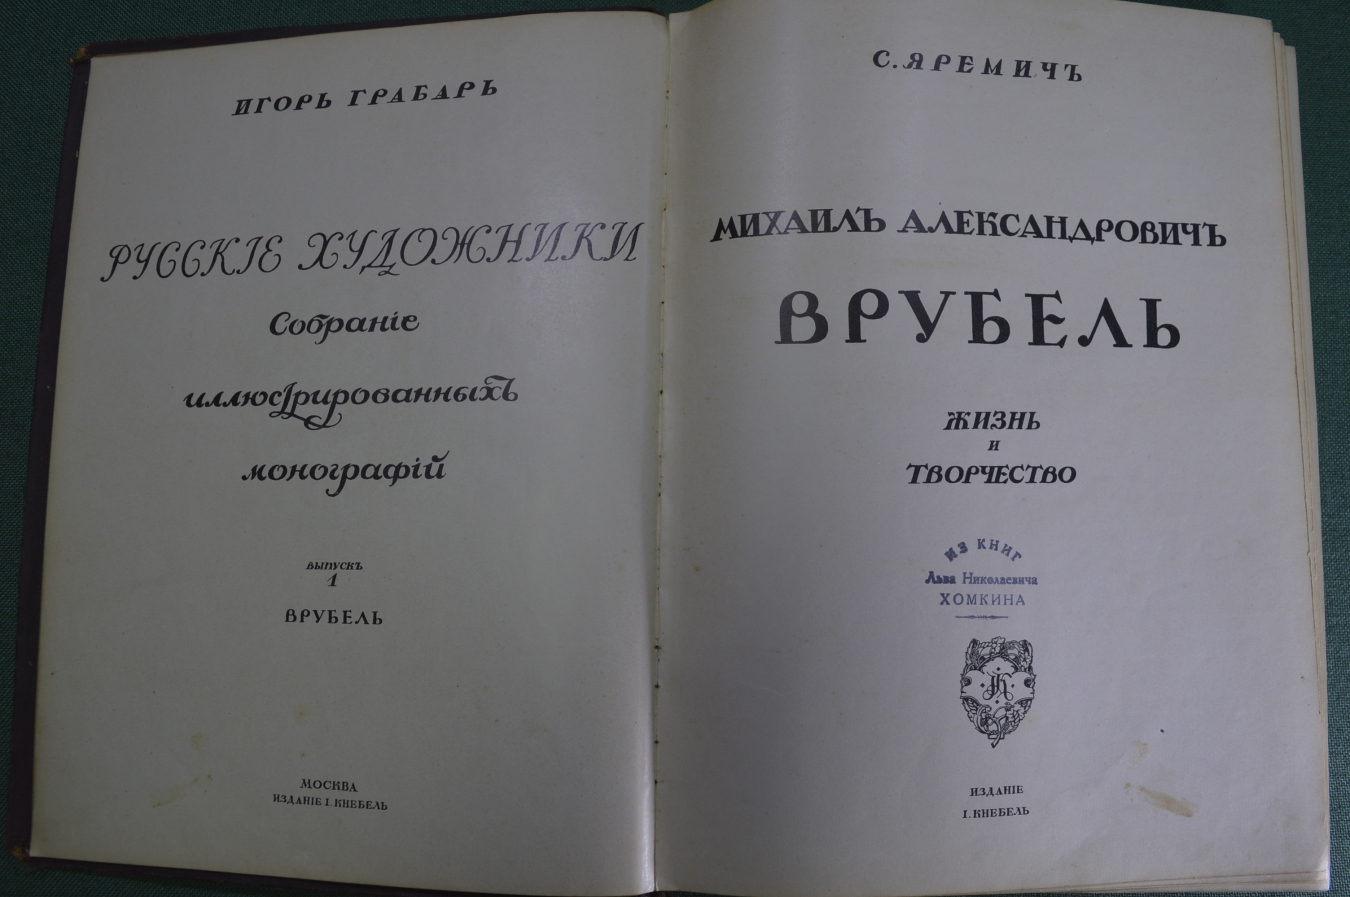 ИГОРЬ ГРАБАРЬ
РУССКІЕ ХУДОЖНИКИ
Собраніе
иллюстрированныхъ
монографій
ВЫПУСКЪ
1
ВРУБЕЛЬ
МОСКВА
ИЗДАНІЕ І. КНЕБЕЛЬ
С. ЯРЕМИЧЪ
МИХАИЛЪ АЛЕКСАНДРОВИЧЪ
ВРУБЕЛЬ
ЖИЗНЬ
И
ТВОРЧЕСТВО
ИЗ КНИГ
Льва Николаевича
ХОМКИНА
ІК
ИЗДАНІЕ
І. КНЕБЕЛЬ